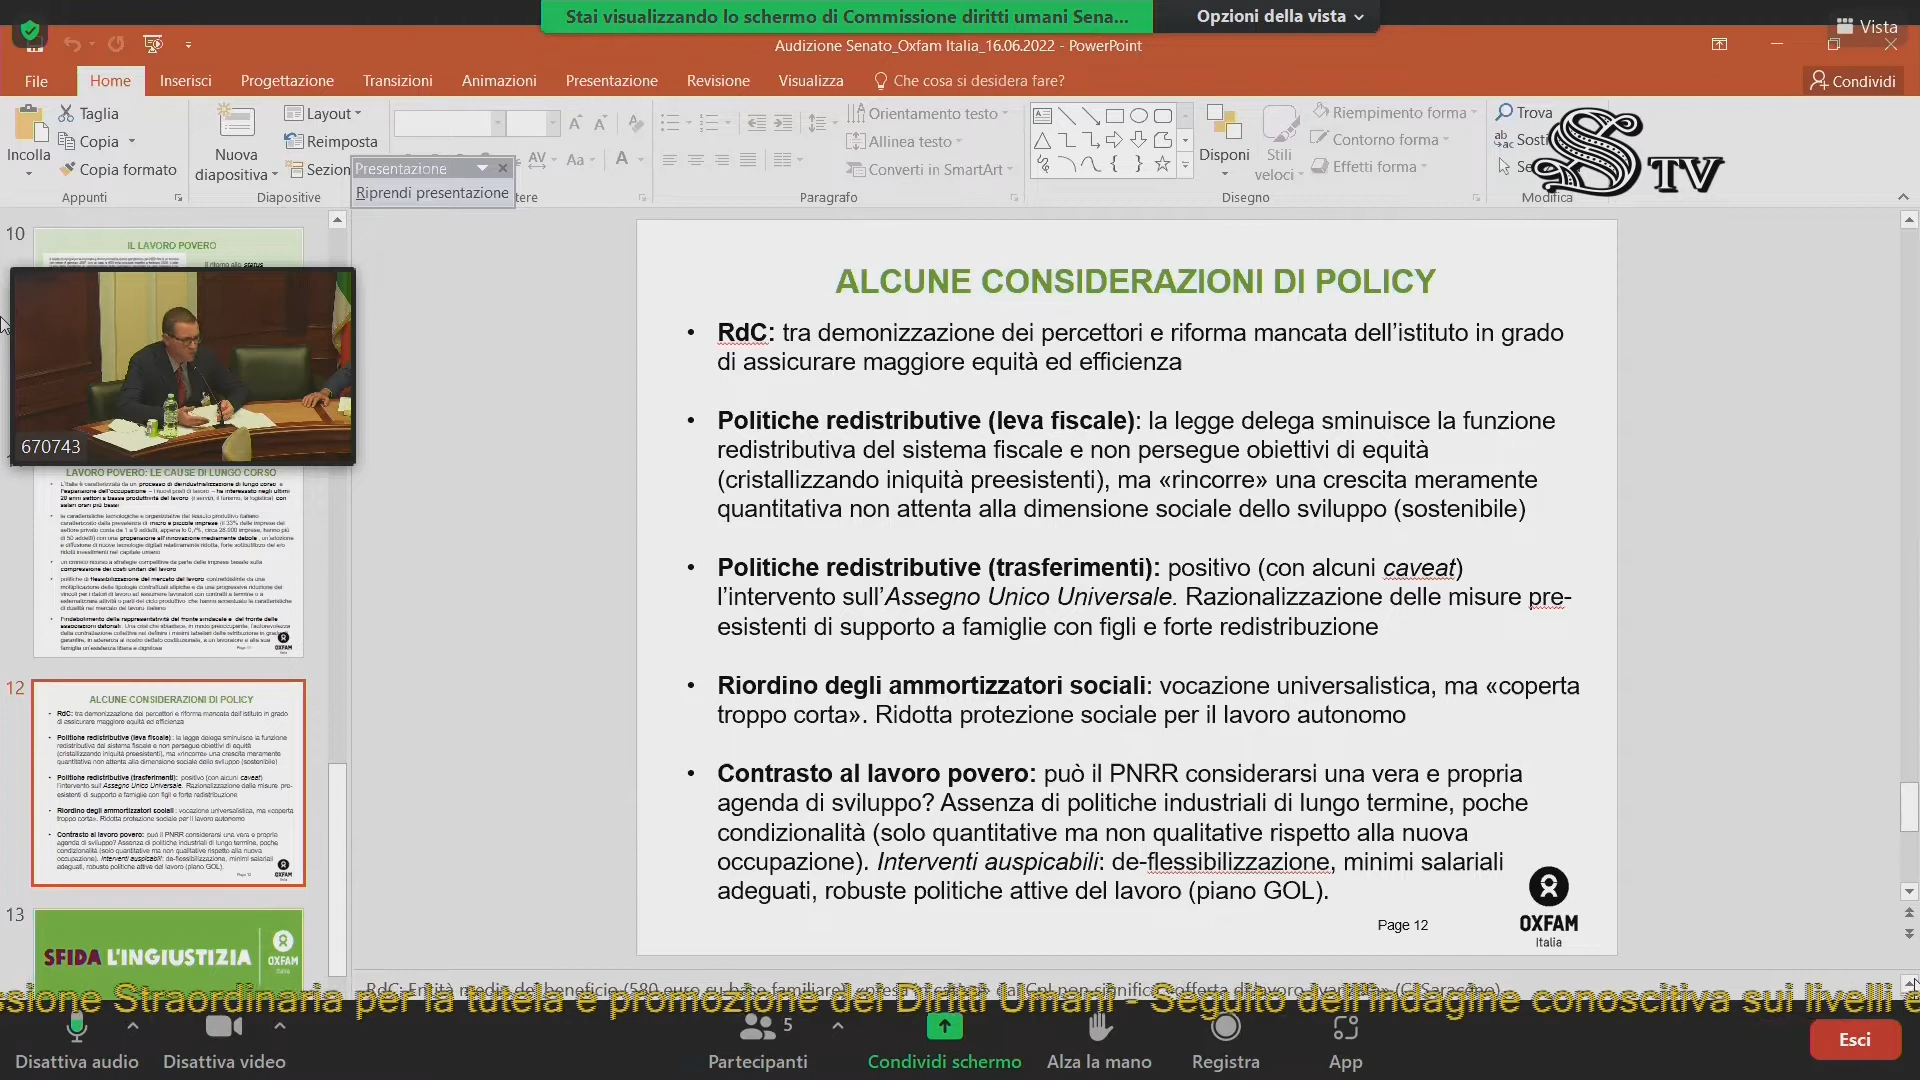 Stai visualizzando lo schermo di Commissione diritti umani Sena...
Opzioni della vista
Vista
Audizione Senato_Oxfam Italia_16.06.2022 - PowerPoint
File
Home
Inserisci
Progettazione
Transizioni
Animazioni
Presentazione
Revisione
Visualizza
Che cosa si desidera fare?
Condividi
Taglia
Copia
Copia formato
Incolla
Appunti
Nuova
diapositiva
Layout
Reimposta
Sezion
Diapositive
Presentazione
Riprendi presentazione
Orientamento testo
Allinea testo
Converti in SmartArt
Paragrafo
Disponi
Stili
veloci
Riempimento forma
Contorno forma
Effetti forma
Disegno
Trova
Sosti
Modifica
S TV
10
IL LAVORO POVERO
670743
LAVORO POVERO: LE CAUSE DI LUNGO CORSO
12
13
SFIDA L'INGIUSTIZIA
OXFAM
Italia
ALCUNE CONSIDERAZIONI DI POLICY
• RdC: tra demonizzazione dei percettori e riforma mancata dell'istituto in grado
di assicurare maggiore equità ed efficienza
• Politiche redistributive (leva fiscale): la legge delega sminuisce la funzione
redistributiva del sistema fiscale e non persegue obiettivi di equità
(cristallizzando iniquità preesistenti), ma «rincorre» una crescita meramente
quantitativa non attenta alla dimensione sociale dello sviluppo (sostenibile)
• Politiche redistributive (trasferimenti): positivo (con alcuni caveat)
l'intervento sull'Assegno Unico Universale. Razionalizzazione delle misure pre-
esistenti di supporto a famiglie con figli e forte redistribuzione
• Riordino degli ammortizzatori sociali: vocazione universalistica, ma «coperta
troppo corta». Ridotta protezione sociale per il lavoro autonomo
• Contrasto al lavoro povero: può il PNRR considerarsi una vera e propria
agenda di sviluppo? Assenza di politiche industriali di lungo termine, poche
condizionalità (solo quantitative ma non qualitative rispetto alla nuova
occupazione). Interventi auspicabili: de-flessibilizzazione, minimi salariali
adeguati, robuste politiche attive del lavoro (piano GOL).
Page 12
OXFAM
Italia
ssione Straordinaria per la tutela e promozione dei Diritti Umani - Seguito dell'indagine conoscitiva sui livelli e
Disattiva audio
Disattiva video
5
Partecipanti
Condividi schermo
Alza la mano
Registra
App
Esci